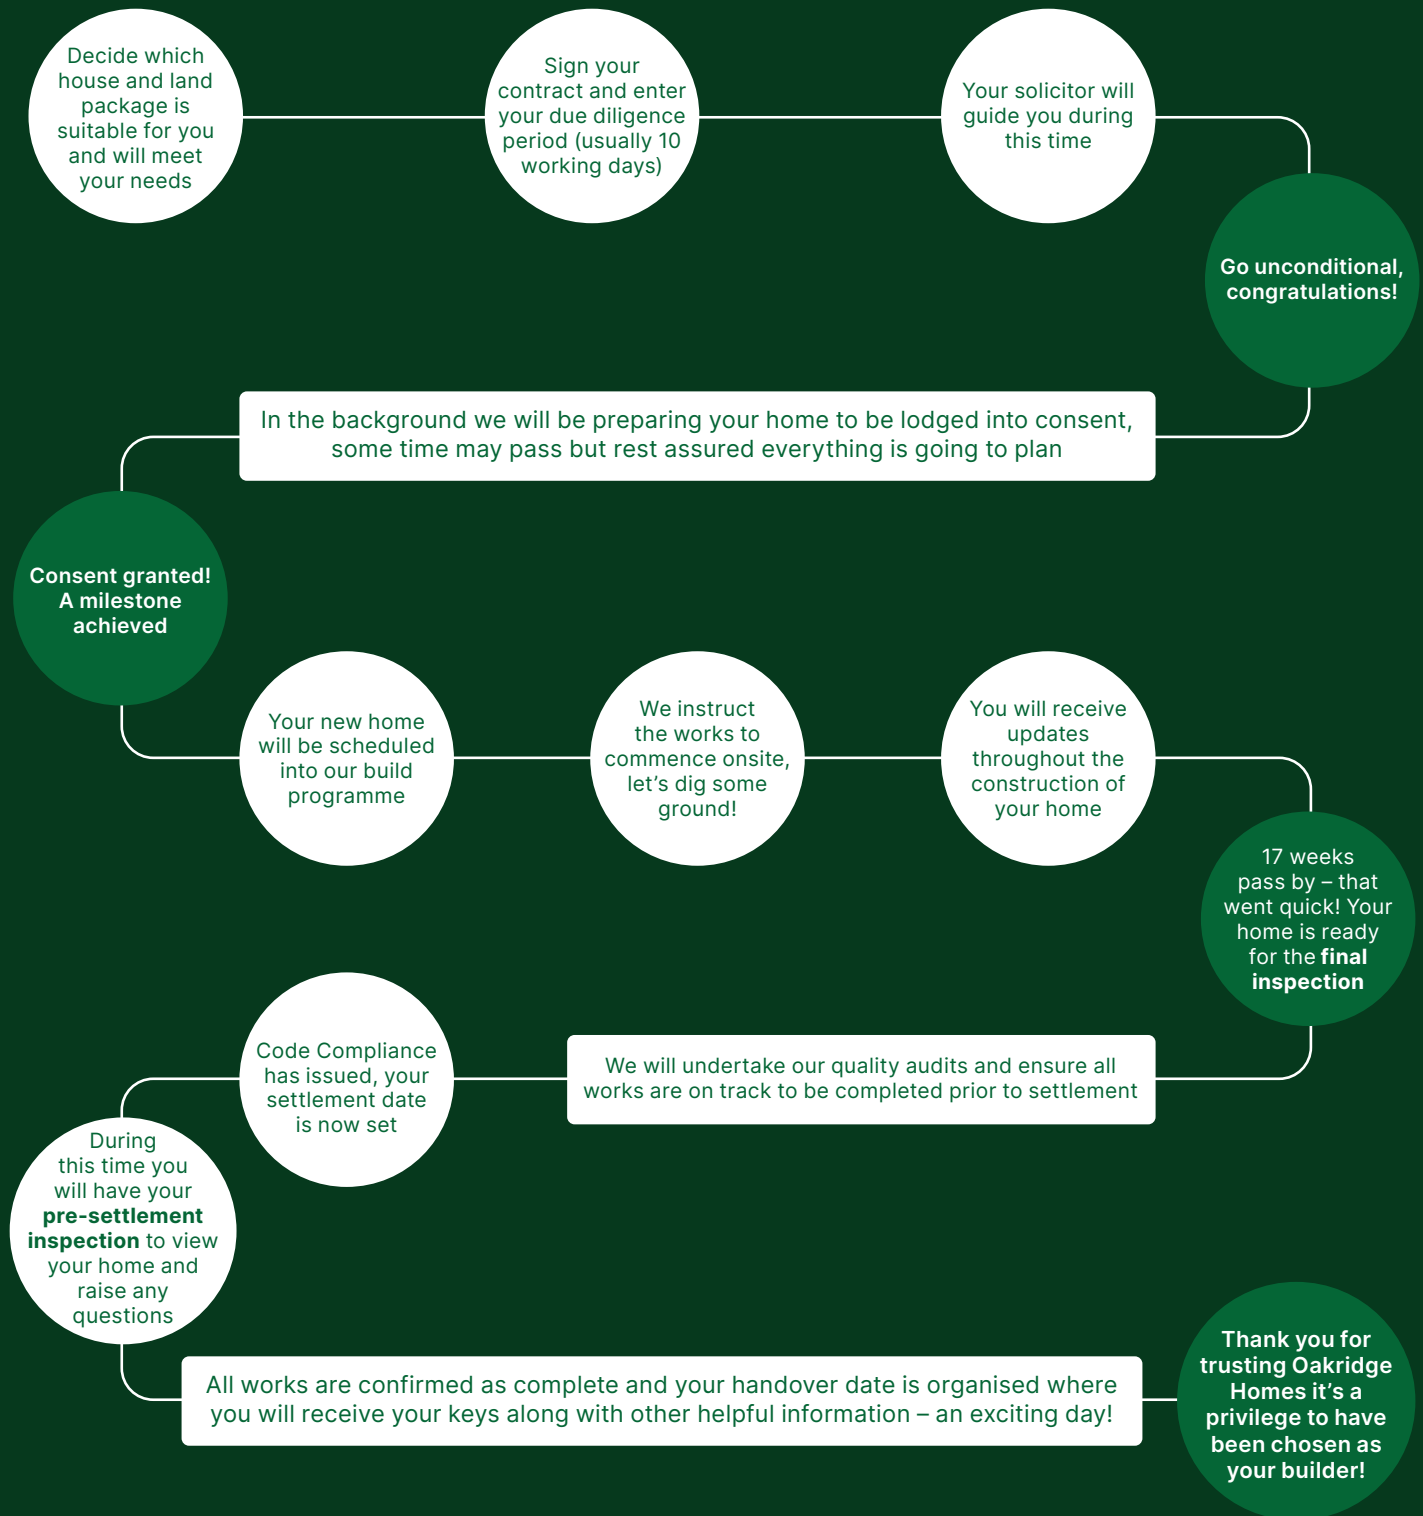 Decide which
house and land
package is
suitable for you
and will meet
your needs
Sign your
contract and enter
your due diligence
period (usually 10
working days)
Your solicitor will
guide you during
this time
Go unconditional,
congratulations!
In the background we will be preparing your home to be lodged into consent,
some time may pass but rest assured everything is going to plan
Consent granted!
A milestone
achieved
Your new home
will be scheduled
into our build
programme
We instruct
the works to
commence onsite,
let’s dig some
ground!
You will receive
updates
throughout the
construction of
your home
17 weeks
pass by – that
went quick! Your
home is ready
for the final
inspection
We will undertake our quality audits and ensure all
works are on track to be completed prior to settlement
Code Compliance
has issued, your
settlement date
is now set
During
this time you
will have your
pre-settlement
inspection to view
your home and
raise any
questions
All works are confirmed as complete and your handover date is organised where
you will receive your keys along with other helpful information – an exciting day!
Thank you for
trusting Oakridge
Homes it’s a
privilege to have
been chosen as
your builder!